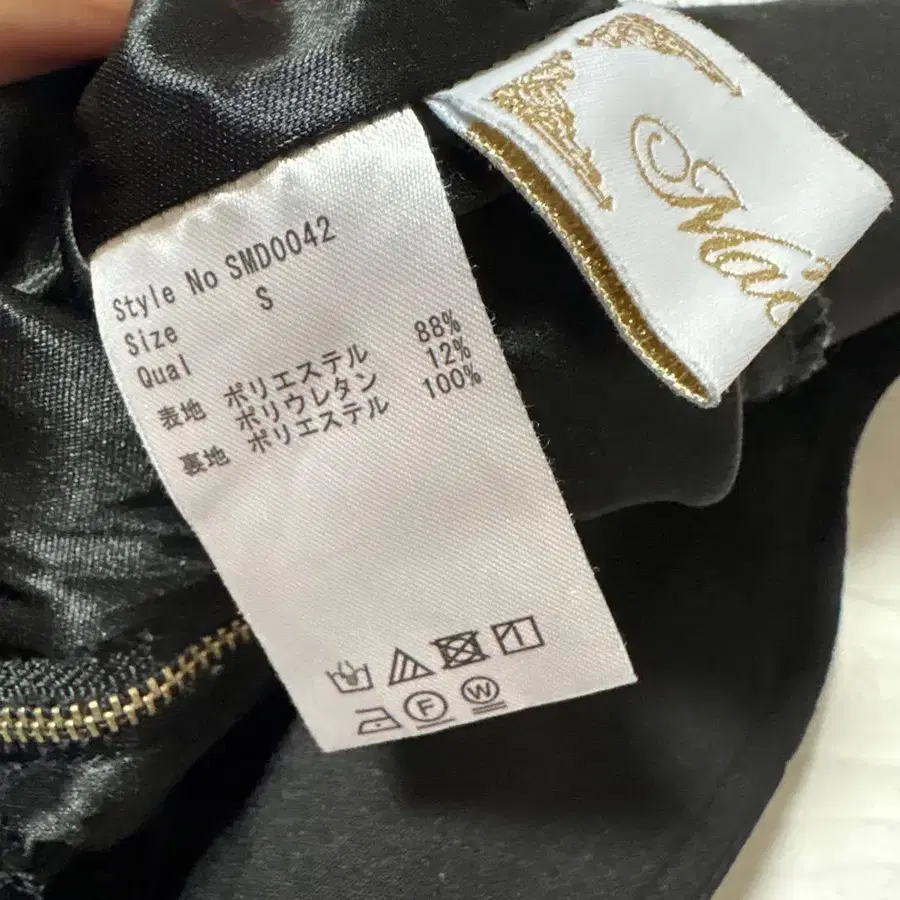 Style No SMD0042
Size S
Qual
表地 ポリエステル 88%
ポリウレタン 12%
裏地 ポリエステル 100%
F
W